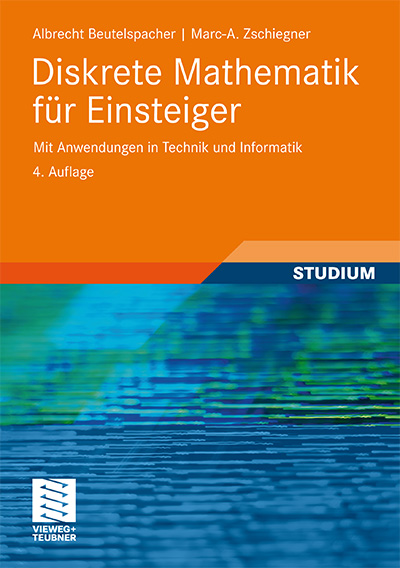 Albrecht Beutelspacher | Marc-A. Zschiegner
Diskrete Mathematik
für Einsteiger
Mit Anwendungen in Technik und Informatik
4. Auflage
STUDIUM
VIEWEG+
TEUBNER